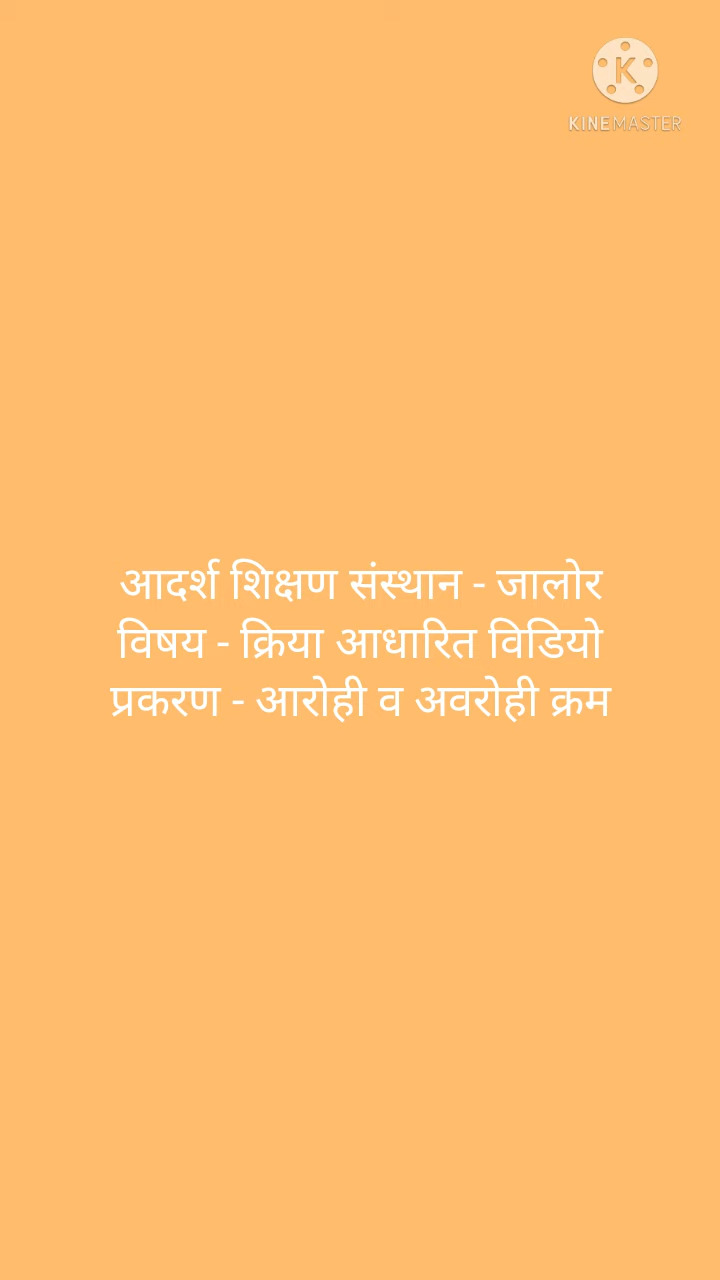 KINEMASTER
आदर्श शिक्षण संस्थान - जालोर
विषय - क्रिया आधारित विडियो
प्रकरण - आरोही व अवरोही क्रम